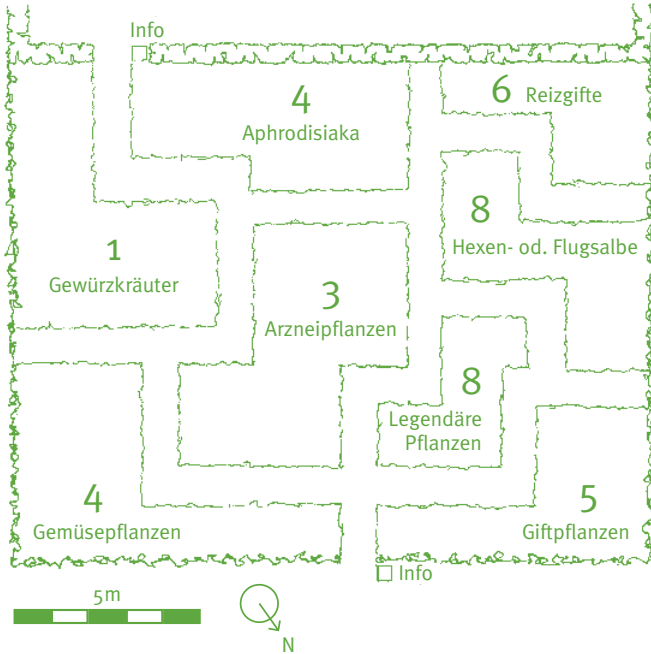 Info
4
Aphrodisiaka
6 Reizgifte
8
Hexen- od. Flugsalbe
1
Gewürzkräuter
3
Arzneipflanzen
8
Legendäre
Pflanzen
4
Gemüsepflanzen
5
Giftpflanzen
Info
5m
N